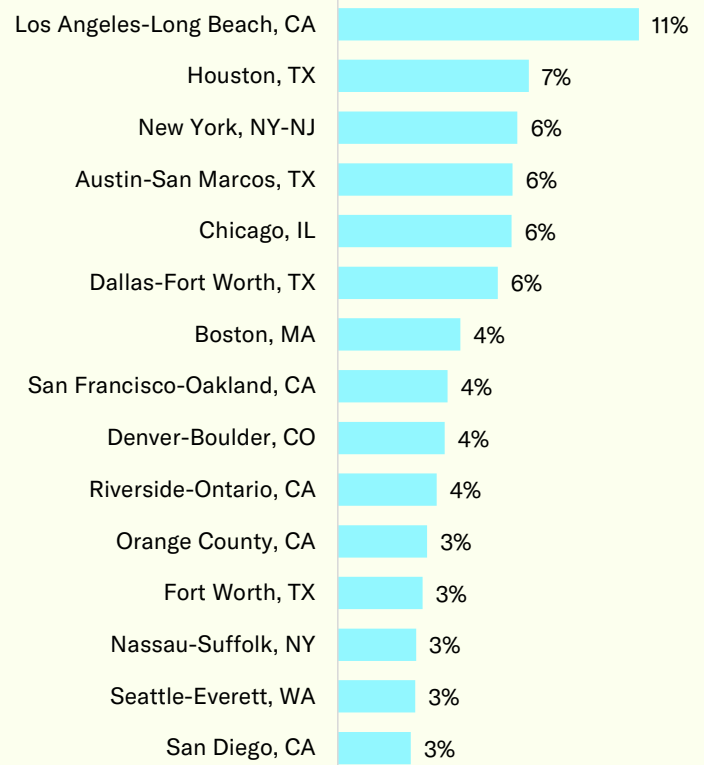 Los Angeles-Long Beach, CA 11%
Houston, TX 7%
New York, NY-NJ 6%
Austin-San Marcos, TX 6%
Chicago, IL 6%
Dallas-Fort Worth, TX 6%
Boston, MA 4%
San Francisco-Oakland, CA 4%
Denver-Boulder, CO 4%
Riverside-Ontario, CA 4%
Orange County, CA 3%
Fort Worth, TX 3%
Nassau-Suffolk, NY 3%
Seattle-Everett, WA 3%
San Diego, CA 3%